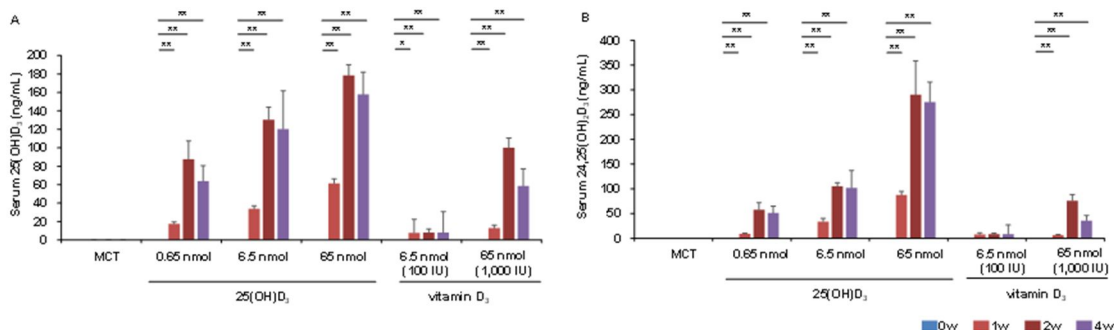 A
** ** ** ** **
** ** ** ** **
** ** ** * **
Serum 25(OH)D₃ (ng/mL)
200
180
160
140
120
100
80
60
40
20
0
MCT 0.65 nmol 6.5 nmol 65 nmol 6.5 nmol 65 nmol
(100 IU) (1,000 IU)
25(OH)D₃ vitamin D₃
B
** ** ** **
** ** ** **
** ** ** **
Serum 24,25(OH)₂D₃ (ng/mL)
400
350
300
250
200
150
100
50
0
MCT 0.65 nmol 6.5 nmol 65 nmol 6.5 nmol 65 nmol
(100 IU) (1,000 IU)
25(OH)D₃ vitamin D₃
0w 1w 2w 4w